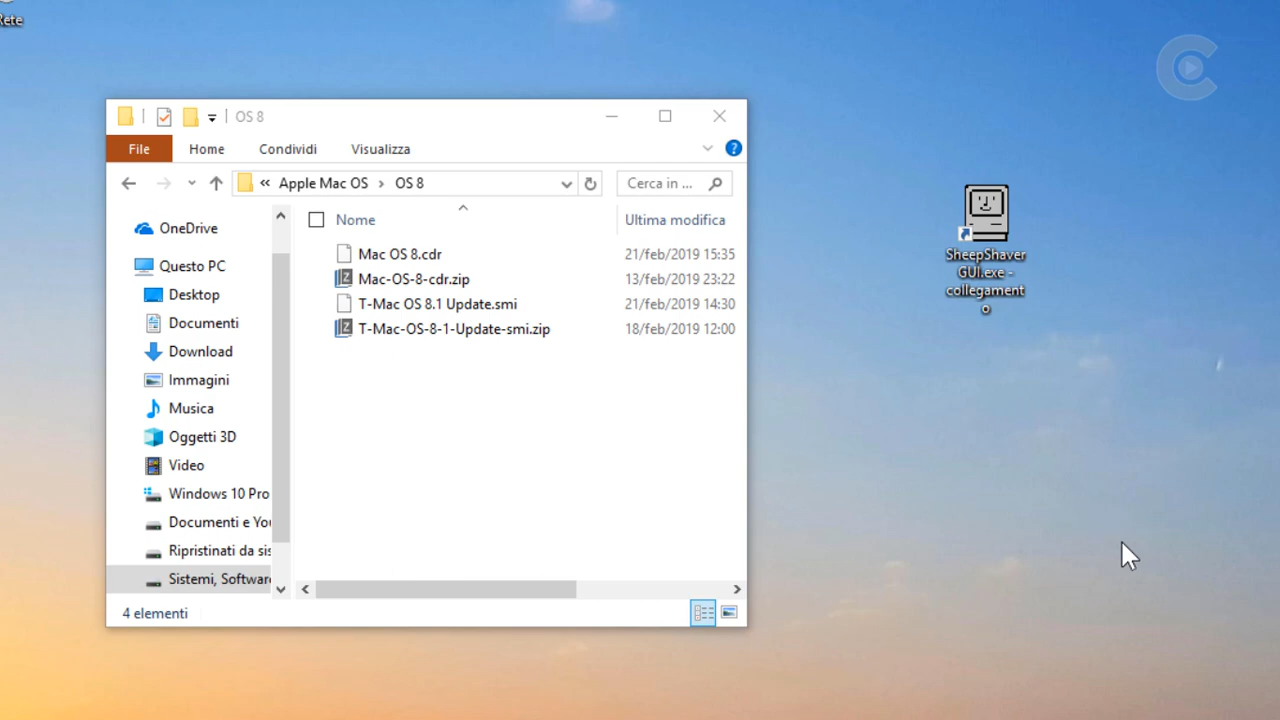 Rete
OS 8
File Home Condividi Visualizza
Apple Mac OS OS 8
Cerca in ...
OneDrive
Questo PC
Desktop
Documenti
Download
Immagini
Musica
Oggetti 3D
Video
Windows 10 Pro
Documenti e You
Ripristinati da sis
Sistemi, Software
Nome Ultima modifica
Mac OS 8.cdr 21/feb/2019 15:35
Mac-OS-8-cdr.zip 13/feb/2019 23:22
T-Mac OS 8.1 Update.smi 21/feb/2019 14:30
T-Mac-OS-8-1-Update-smi.zip 18/feb/2019 12:00
4 elementi
SheepShaver
GUI.exe -
collegament
o